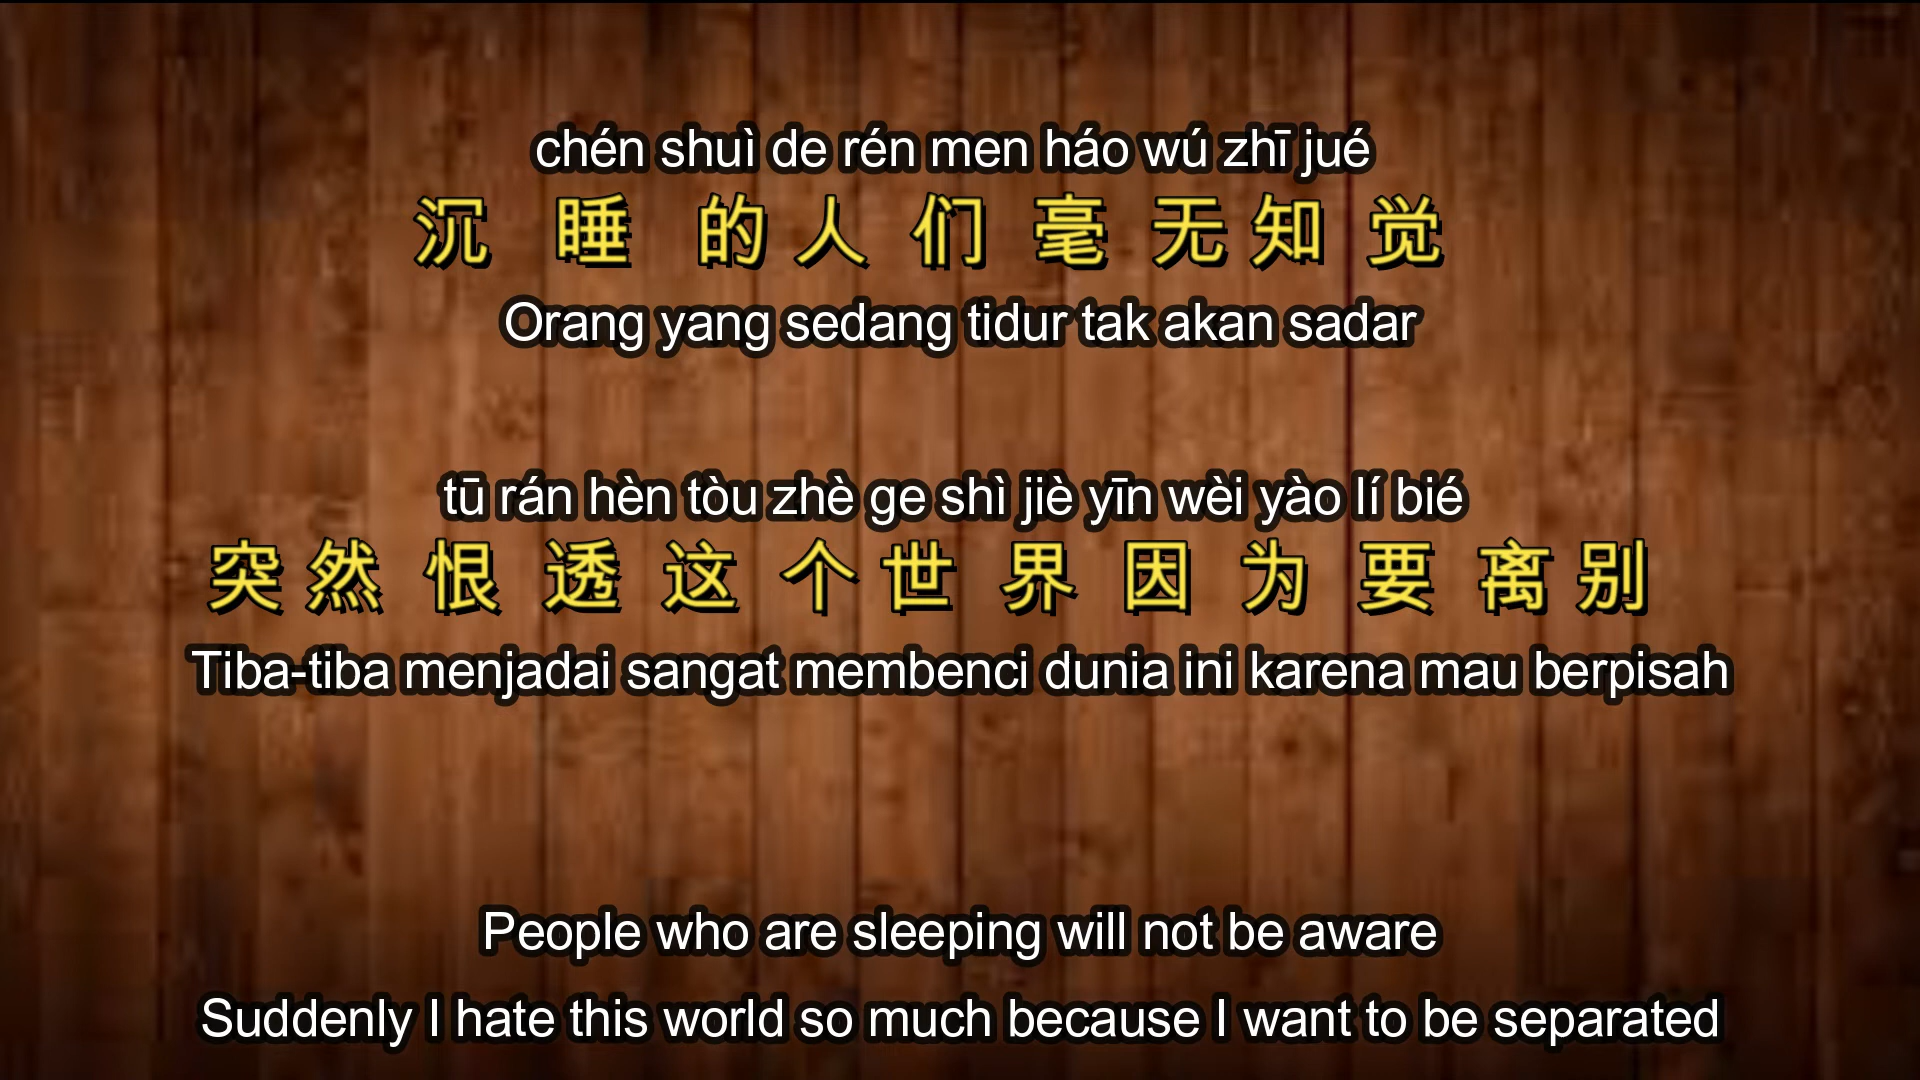 chén shuì de rén men háo wú zhī jué
沉 睡 的 人 们 毫 无 知 觉
Orang yang sedang tidur tak akan sadar
tū rán hèn tòu zhè ge shì jiè yīn wèi yào lí bié
突 然 恨 透 这 个 世 界 因 为 要 离 别
Tiba-tiba menjadai sangat membenci dunia ini karena mau berpisah
People who are sleeping will not be aware
Suddenly I hate this world so much because I want to be separated